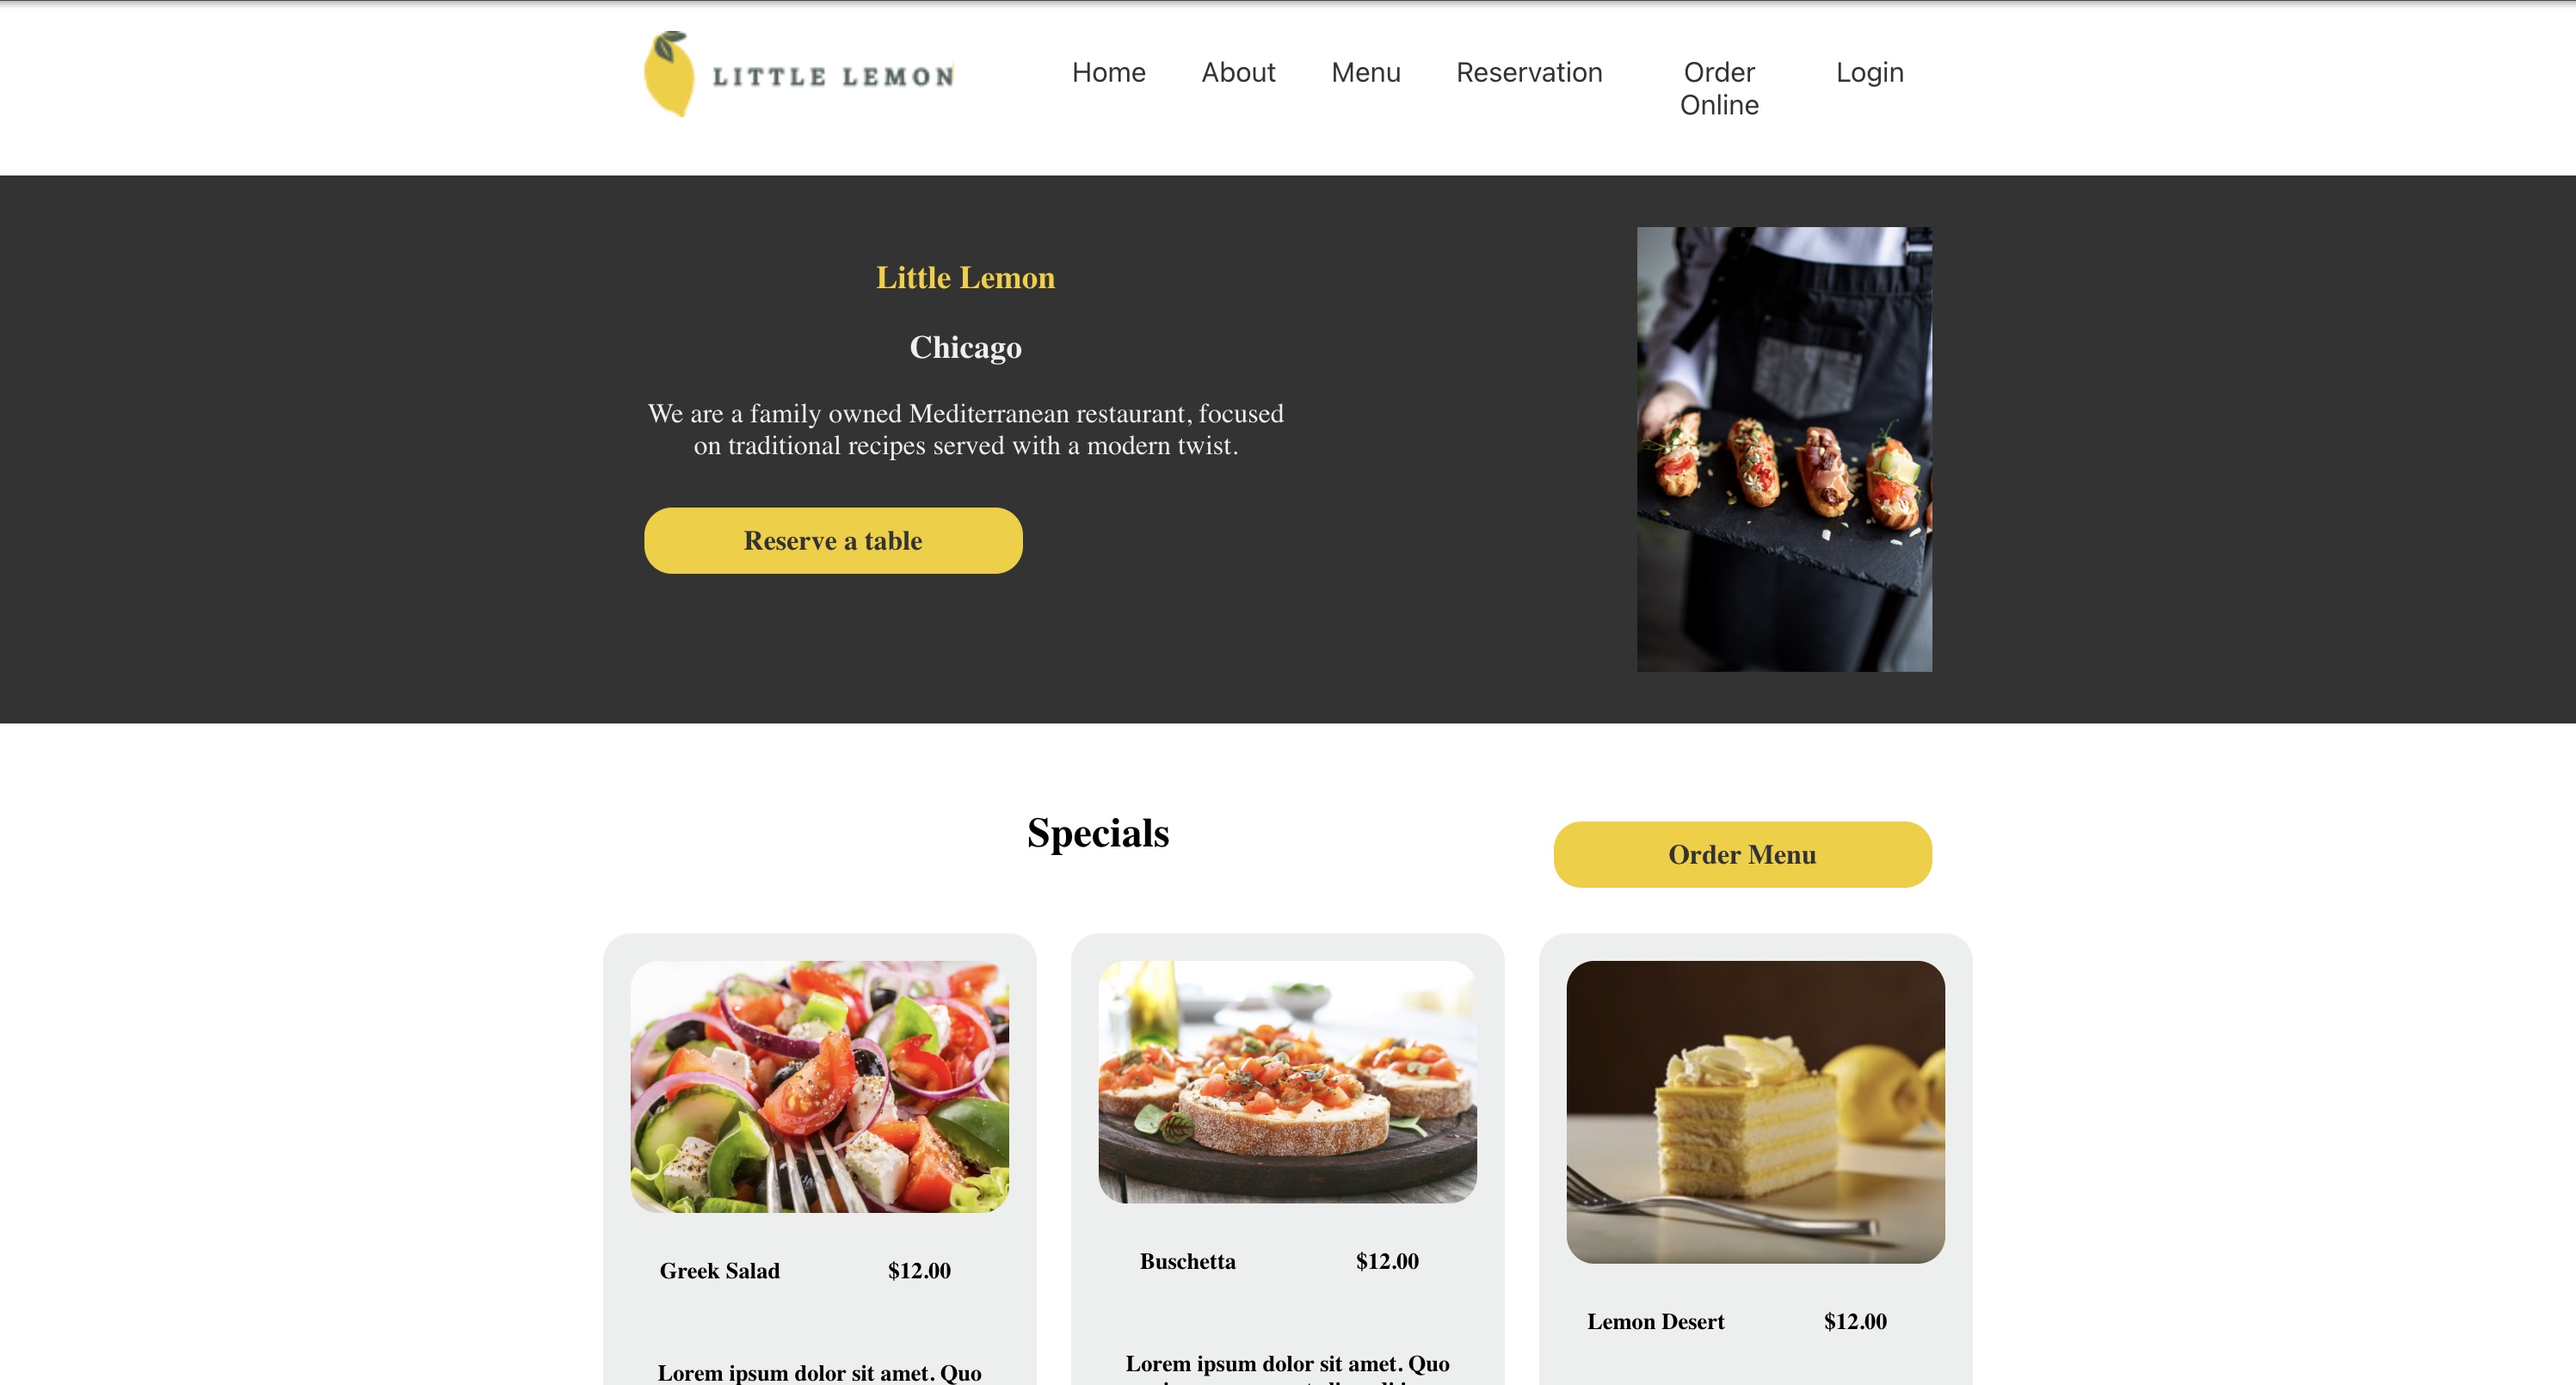 LITTLE LEMON
Home About Menu Reservation Order Online Login
Little Lemon
Chicago
We are a family owned Mediterranean restaurant, focused
on traditional recipes served with a modern twist.
Reserve a table
Specials
Order Menu
Greek Salad $12.00
Buschetta $12.00
Lemon Desert $12.00
Lorem ipsum dolor sit amet. Quo
Lorem ipsum dolor sit amet. Quo